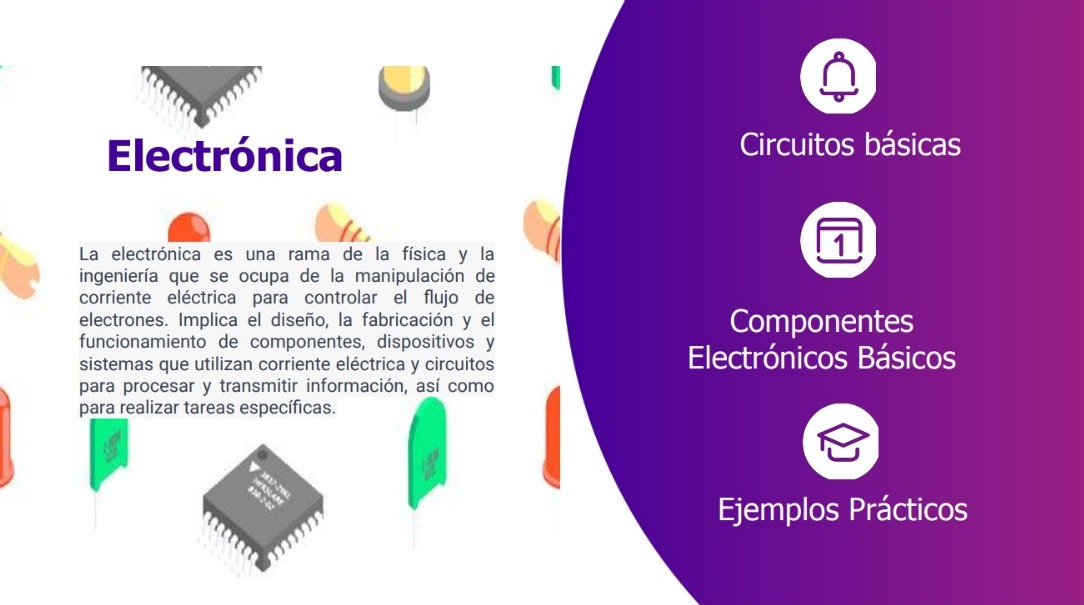 Electrónica
La electrónica es una rama de la física y la
ingeniería que se ocupa de la manipulación de
corriente eléctrica para controlar el flujo de
electrones. Implica el diseño, la fabricación y el
funcionamiento de componentes, dispositivos y
sistemas que utilizan corriente eléctrica y circuitos
para procesar y transmitir información, así como
para realizar tareas específicas.
Circuitos básicas
1
Componentes
Electrónicos Básicos
Ejemplos Prácticos